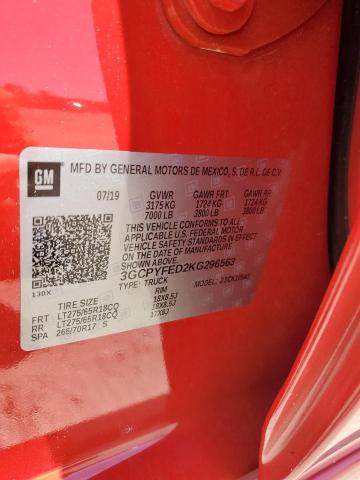 GM
MFD BY GENERAL MOTORS DE MEXICO, S. DE R.L. DE C.V.
07/19 GVWR GAWR FRT GAWR RR
3175 KG 1724 KG 1724 KG
7000 LB 3800 LB 3800 LB
THIS VEHICLE CONFORMS TO ALL
APPLICABLE U.S. FEDERAL MOTOR
VEHICLE SAFETY STANDARDS IN
EFFECT ON THE DATE OF MANUFACTURE
SHOWN ABOVE.
3GCPYFED2KG296563
130X TYPE: TRUCK MODEL:
TIRE SIZE RIM
FRT LT275/65R18CQ 18X8.5J
RR LT275/65R18CQ 18X8.5J
SPA 265/70R17 S 17X8J